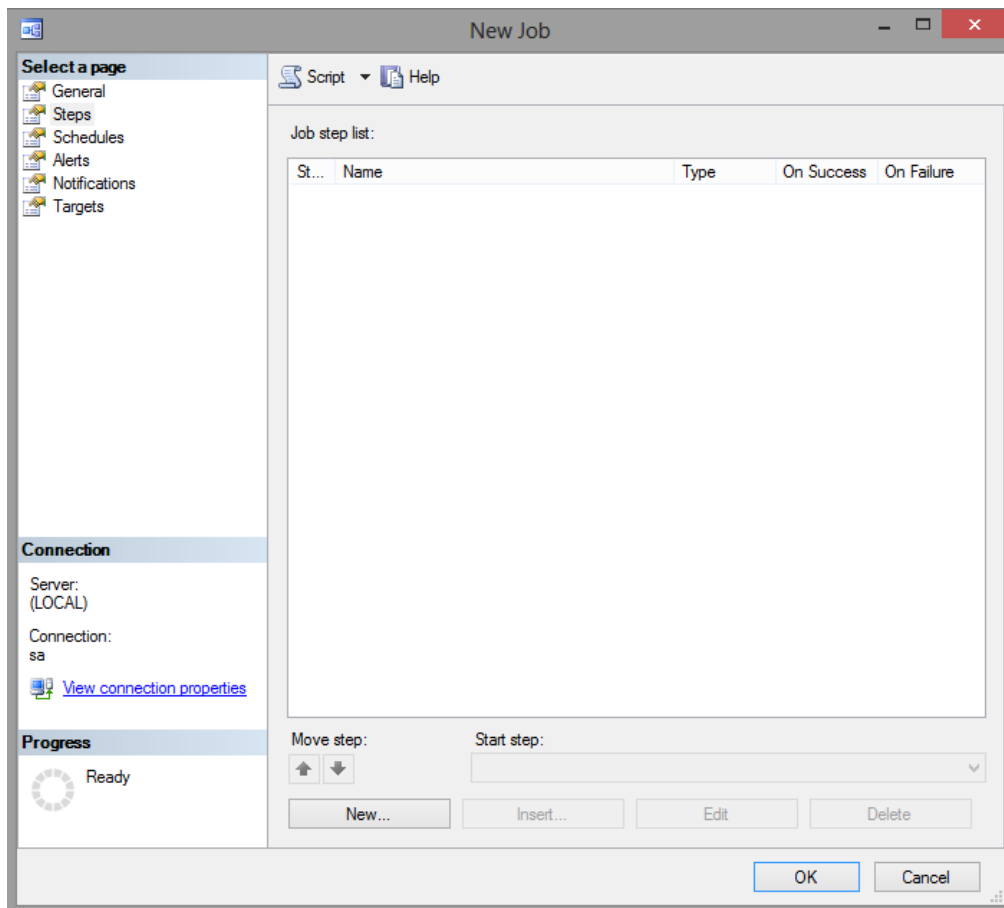 New Job
Select a page
General
Steps
Schedules
Alerts
Notifications
Targets
Script Help
Job step list:
St... Name Type On Success On Failure
Connection
Server:
(LOCAL)
Connection:
sa
View connection properties
Progress
Ready
Move step: Start step:
New... Insert... Edit Delete
OK Cancel